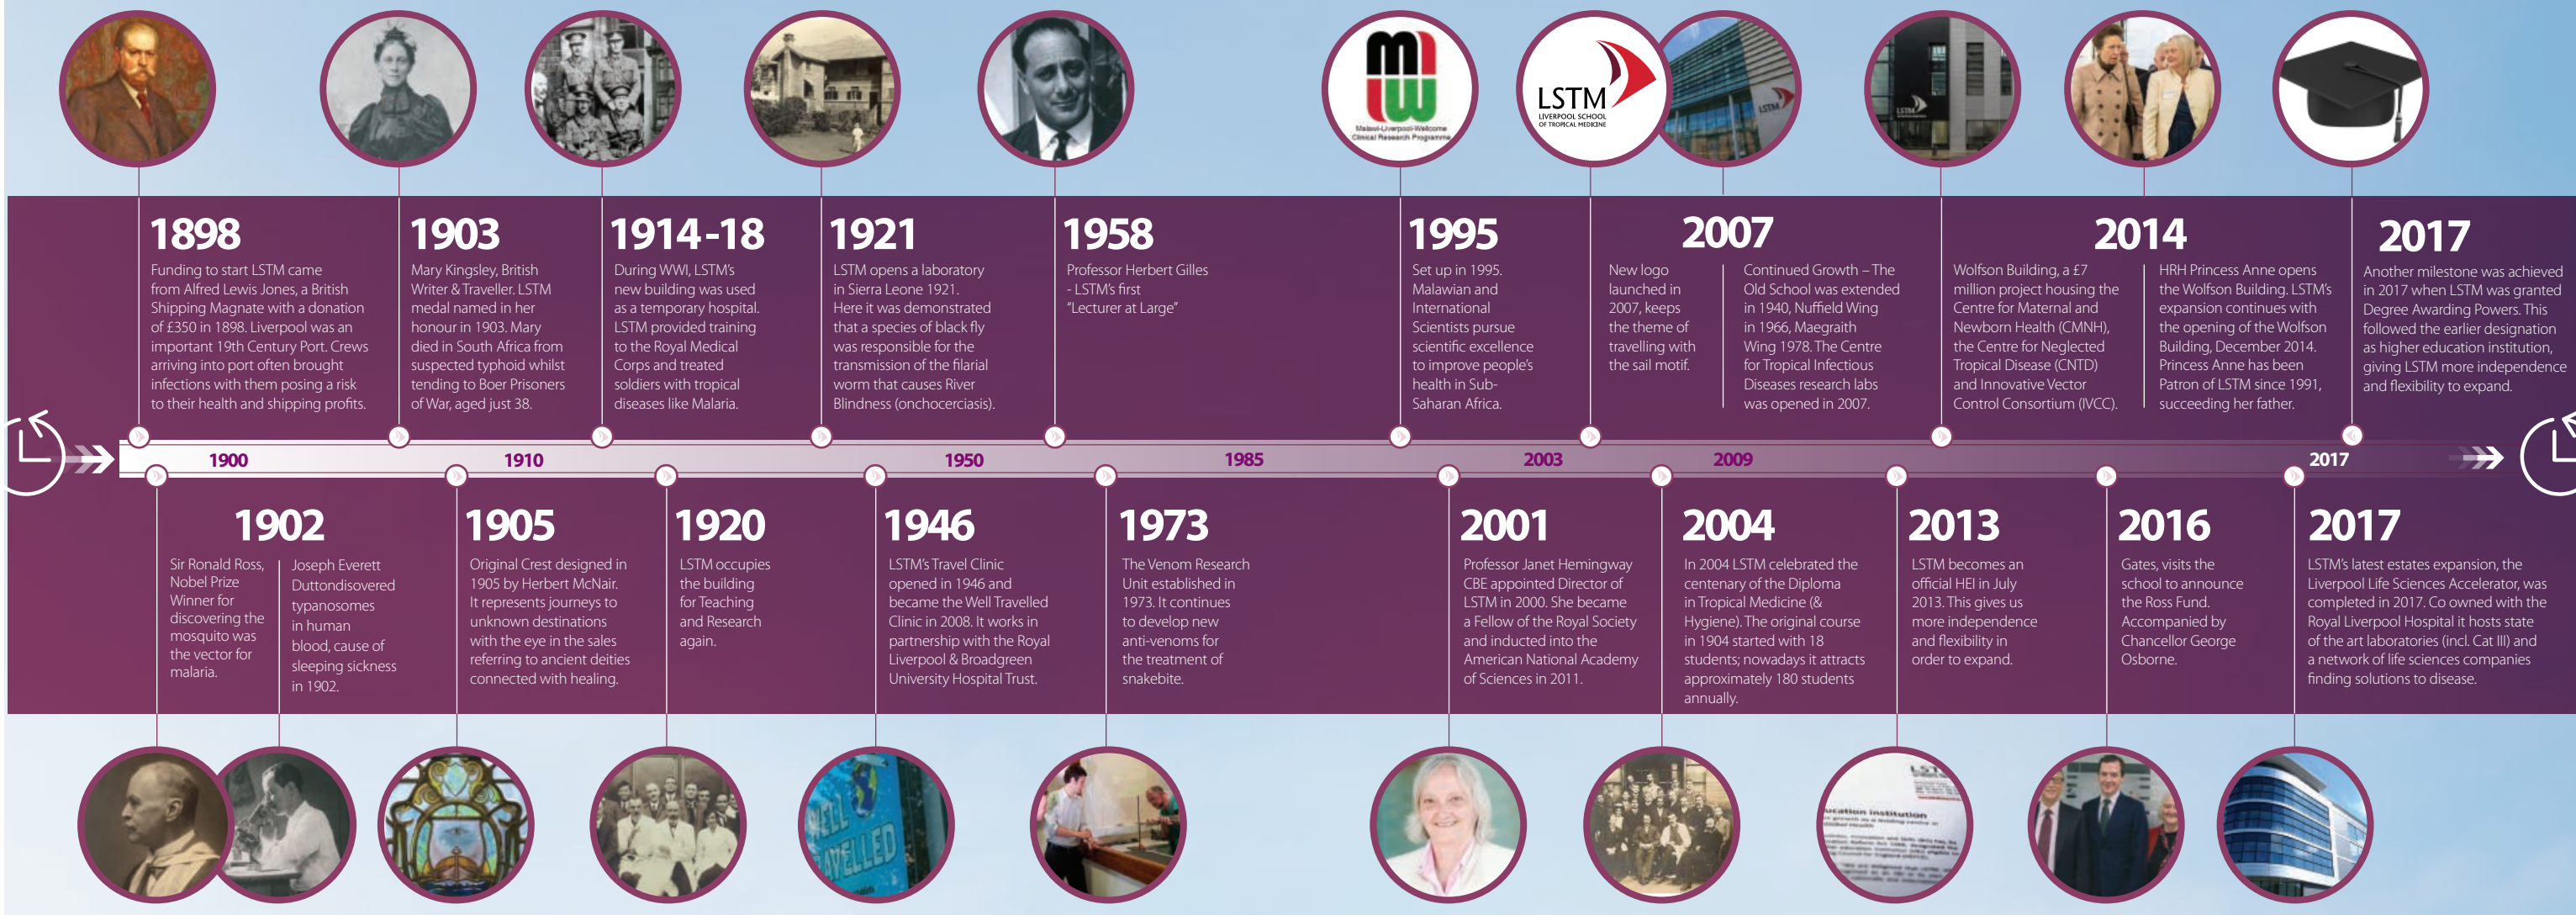 Malawi-Liverpool-Wellcome
Clinical Research Programme
LSTM
LIVERPOOL SCHOOL
OF TROPICAL MEDICINE
LSTM
LSTM
1898
Funding to start LSTM came
from Alfred Lewis Jones, a British
Shipping Magnate with a donation
of £350 in 1898. Liverpool was an
important 19th Century Port. Crews
arriving into port often brought
infections with them posing a risk
to their health and shipping profits.
1903
Mary Kingsley, British
Writer & Traveller. LSTM
medal named in her
honour in 1903. Mary
died in South Africa from
suspected typhoid whilst
tending to Boer Prisoners
of War, aged just 38.
1914-18
During WWI, LSTM's
new building was used
as a temporary hospital.
LSTM provided training
to the Royal Medical
Corps and treated
soldiers with tropical
diseases like Malaria.
1921
LSTM opens a laboratory
in Sierra Leone 1921.
Here it was demonstrated
that a species of black fly
was responsible for the
transmission of the filarial
worm that causes River
Blindness (onchocerciasis).
1958
Professor Herbert Gilles
- LSTM's first
"Lecturer at Large"
1995
Set up in 1995.
Malawian and
International
Scientists pursue
scientific excellence
to improve people's
health in Sub-
Saharan Africa.
2007
New logo
launched in
2007, keeps
the theme of
travelling with
the sail motif.
Continued Growth – The
Old School was extended
in 1940, Nuffield Wing
in 1966, Maegraith
Wing 1978. The Centre
for Tropical Infectious
Diseases research labs
was opened in 2007.
2014
Wolfson Building, a £7
million project housing the
Centre for Maternal and
Newborn Health (CMNH),
the Centre for Neglected
Tropical Disease (CNTD)
and Innovative Vector
Control Consortium (IVCC).
HRH Princess Anne opens
the Wolfson Building. LSTM's
expansion continues with
the opening of the Wolfson
Building, December 2014.
Princess Anne has been
Patron of LSTM since 1991,
succeeding her father.
2017
Another milestone was achieved
in 2017 when LSTM was granted
Degree Awarding Powers. This
followed the earlier designation
as higher education institution,
giving LSTM more independence
and flexibility to expand.
1900 1910 1950 1985 2003 2009 2017
1902
Sir Ronald Ross,
Nobel Prize
Winner for
discovering the
mosquito was
the vector for
malaria.
Joseph Everett
Duttondisovered
typanosomes
in human
blood, cause of
sleeping sickness
in 1902.
1905
Original Crest designed in
1905 by Herbert McNair.
It represents journeys to
unknown destinations
with the eye in the sales
referring to ancient deities
connected with healing.
1920
LSTM occupies
the building
for Teaching
and Research
again.
1946
LSTM's Travel Clinic
opened in 1946 and
became the Well Travelled
Clinic in 2008. It works in
partnership with the Royal
Liverpool & Broadgreen
University Hospital Trust.
1973
The Venom Research
Unit established in
1973. It continues
to develop new
anti-venoms for
the treatment of
snakebite.
2001
Professor Janet Hemingway
CBE appointed Director of
LSTM in 2000. She became
a Fellow of the Royal Society
and inducted into the
American National Academy
of Sciences in 2011.
2004
In 2004 LSTM celebrated the
centenary of the Diploma
in Tropical Medicine (&
Hygiene). The original course
in 1904 started with 18
students; nowadays it attracts
approximately 180 students
annually.
2013
LSTM becomes an
official HEI in July
2013. This gives us
more independence
and flexibility in
order to expand.
2016
Gates, visits the
school to announce
the Ross Fund.
Accompanied by
Chancellor George
Osborne.
2017
LSTM's latest estates expansion, the
Liverpool Life Sciences Accelerator, was
completed in 2017. Co owned with the
Royal Liverpool Hospital it hosts state
of the art laboratories (incl. Cat III) and
a network of life sciences companies
finding solutions to disease.
ELL
AVELLED
LST
ucation institution